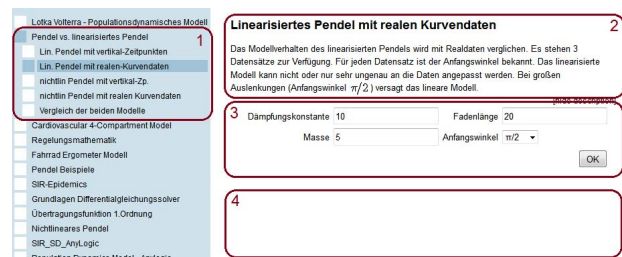 Lotka Volterra - Populationsdynamisches Modell
Pendel vs. linearisiertes Pendel
1
Lin. Pendel mit vertikal-Zeitpunkten
Lin. Pendel mit realen-Kurvendaten
nichtlin Pendel mit vertikal-Zp.
nichtlin Pendel mit realen Kurvendaten
Vergleich der beiden Modelle
Cardiovascular 4-Compartment Model
Regelungsmathematik
Fahrrad Ergometer Modell
Pendel Beispiele
SIR-Epidemics
Grundlagen Differentialgleichungssolver
Übertragungsfunktion 1.Ordnung
Nichtlineares Pendel
SIR_SD_AnyLogic
Population Dynamics Model - Anylogic
Linearisiertes Pendel mit realen Kurvendaten
2
Das Modellverhalten des linearisierten Pendels wird mit Realdaten verglichen. Es stehen 3
Datensätze zur Verfügung. Für jeden Datensatz ist der Anfangswinkel bekannt. Das linearisierte
Modell kann nicht oder nur sehr ungenau an die Daten angepasst werden. Bei großen
Auslenkungen (Anfangswinkel π/2 ) versagt das lineare Modell.
[hide description]
3
Dämpfungskonstante 10 Fadenlänge 20
Masse 5 Anfangswinkel π/2
OK
4